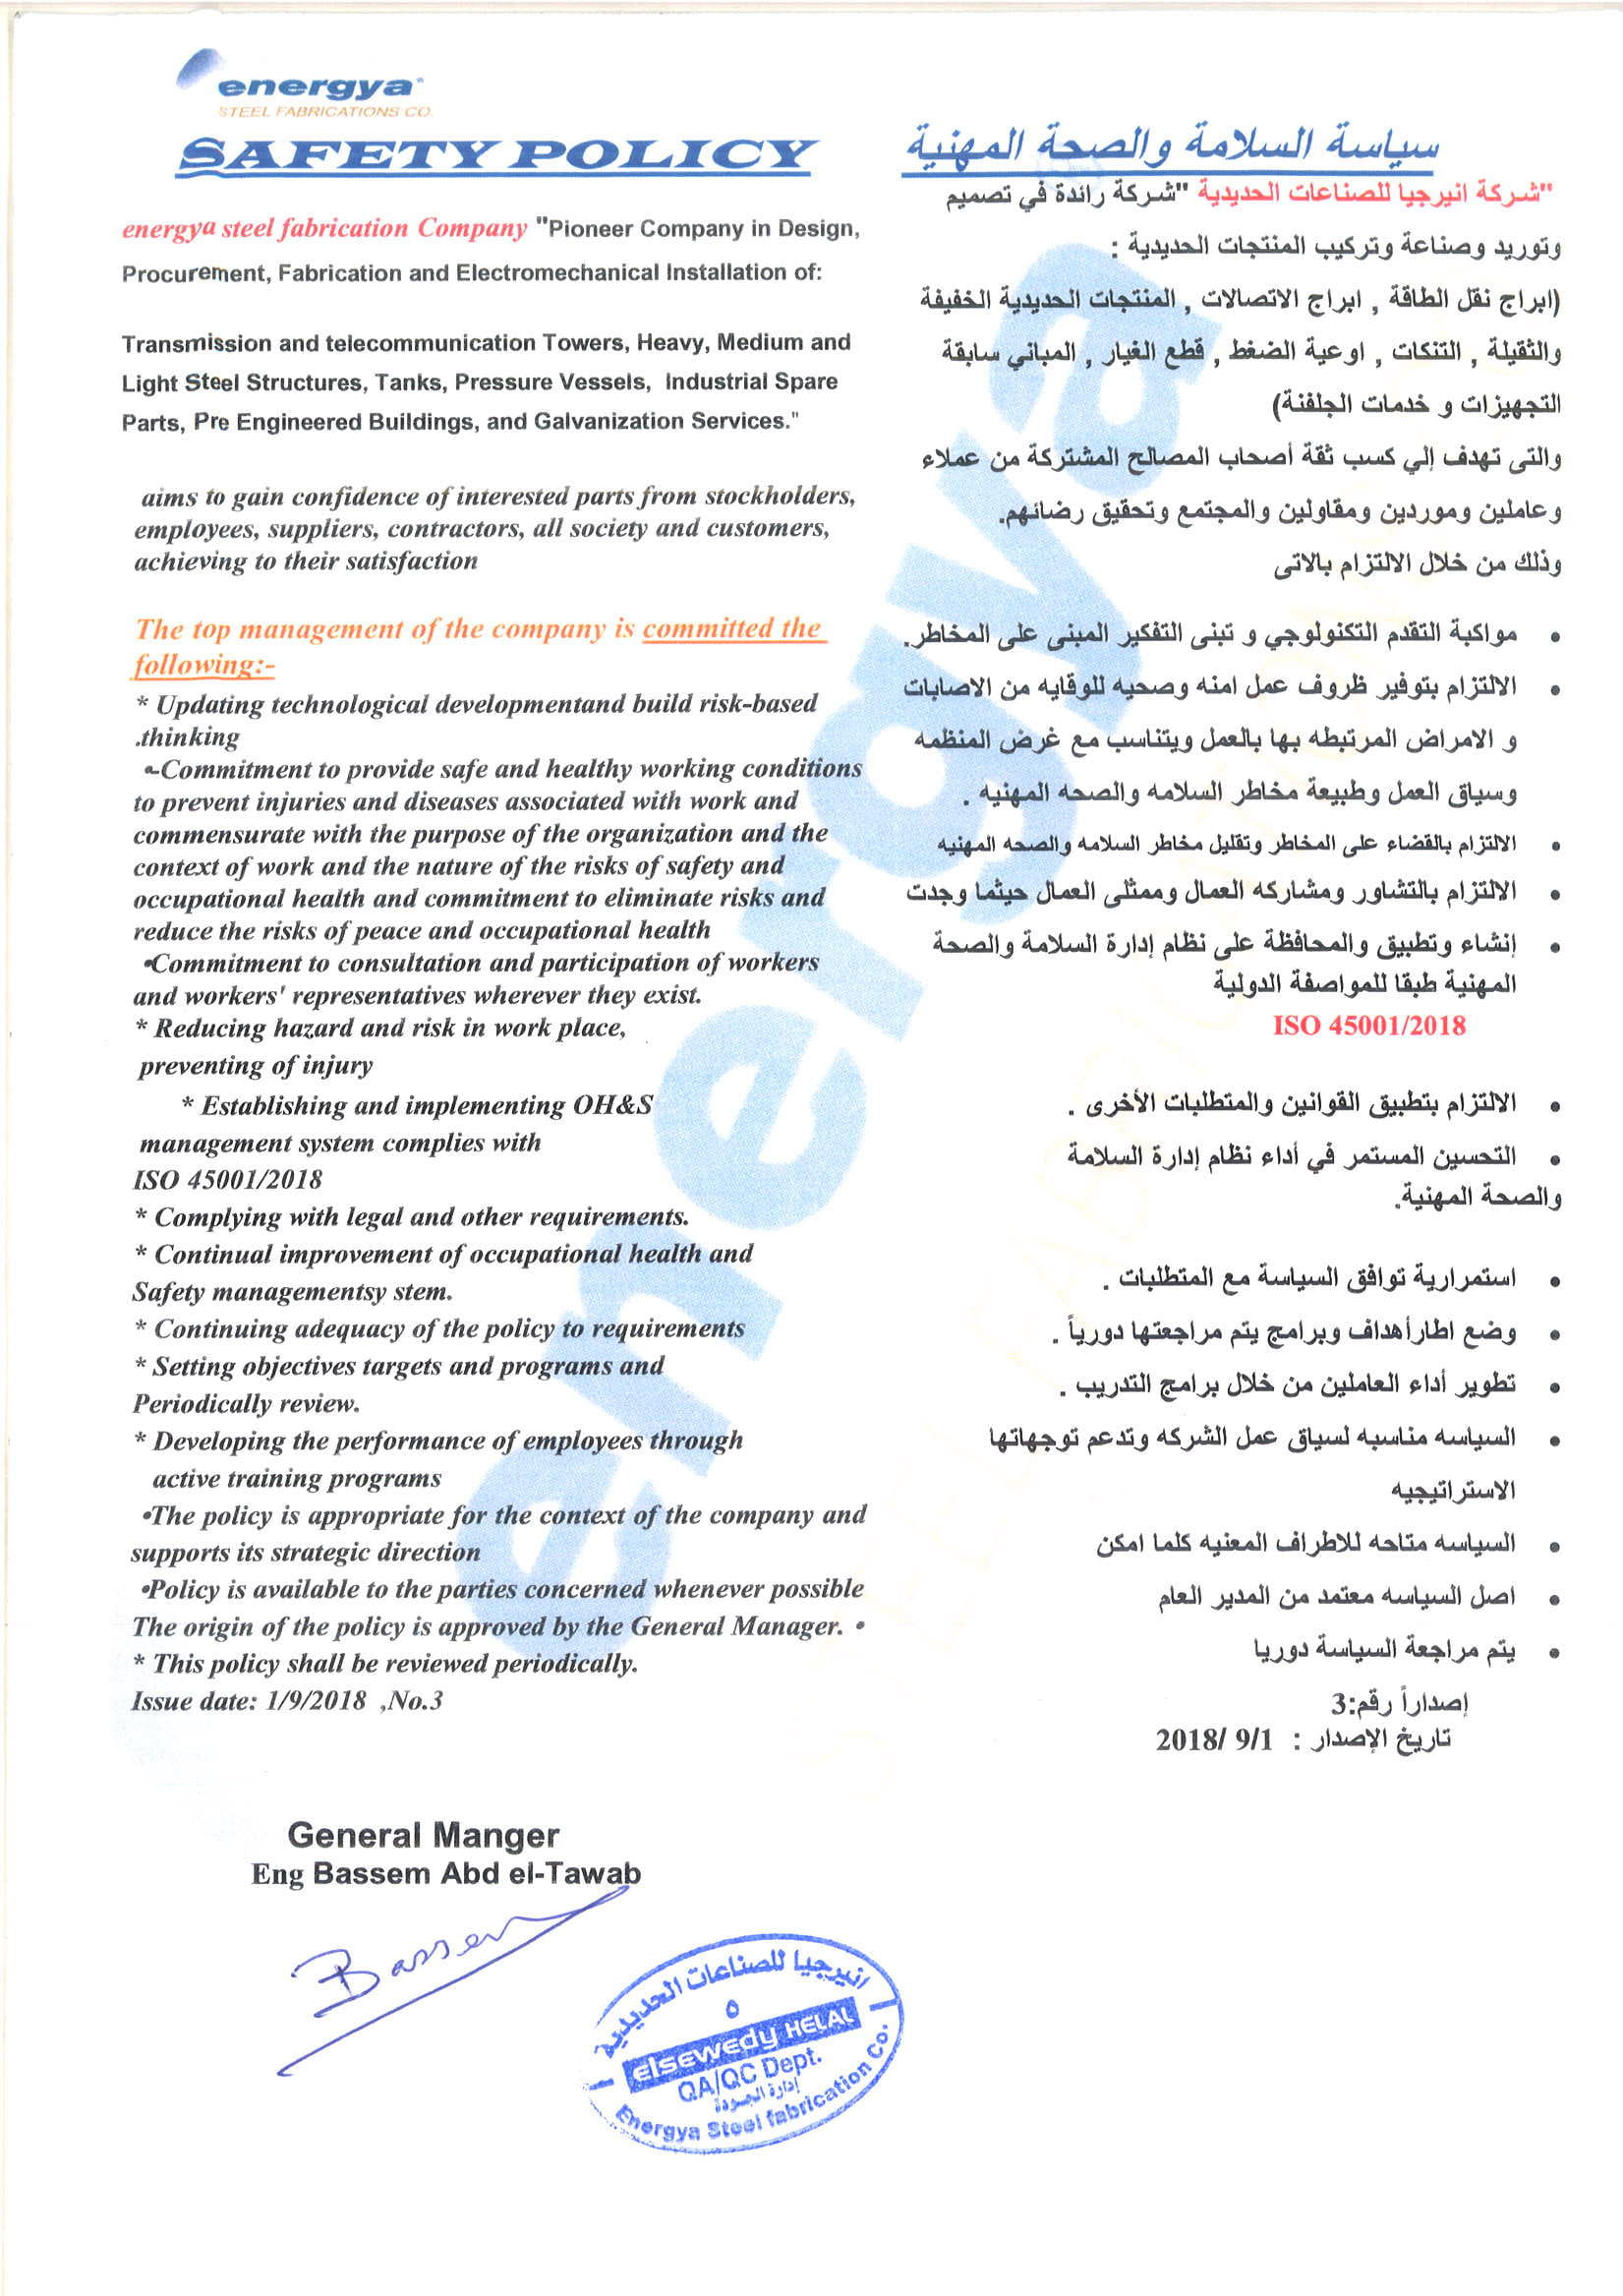 energya
STEEL FABRICATIONS CO.
SAFETY POLICY
energya steel fabrication Company "Pioneer Company in Design,
Procurement, Fabrication and Electromechanical Installation of:
Transmission and telecommunication Towers, Heavy, Medium and
Light Steel Structures, Tanks, Pressure Vessels, Industrial Spare
Parts, Pre Engineered Buildings, and Galvanization Services."
aims to gain confidence of interested parts from stockholders,
employees, suppliers, contractors, all society and customers,
achieving to their satisfaction
The top management of the company is committed the
following:-
* Updating technological developmentand build risk-based
.thinking
•Commitment to provide safe and healthy working conditions
to prevent injuries and diseases associated with work and
commensurate with the purpose of the organization and the
context of work and the nature of the risks of safety and
occupational health and commitment to eliminate risks and
reduce the risks of peace and occupational health
•Commitment to consultation and participation of workers
and workers' representatives wherever they exist.
* Reducing hazard and risk in work place,
preventing of injury
* Establishing and implementing OH&S
management system complies with
ISO 45001/2018
* Complying with legal and other requirements.
* Continual improvement of occupational health and
Safety managementsy stem.
* Continuing adequacy of the policy to requirements
* Setting objectives targets and programs and
Periodically review.
* Developing the performance of employees through
active training programs
•The policy is appropriate for the context of the company and
supports its strategic direction
•Policy is available to the parties concerned whenever possible
The origin of the policy is approved by the General Manager. •
* This policy shall be reviewed periodically.
Issue date: 1/9/2018 ,No.3
سياسة السلامة والصحة المهنية
"شركة انيرجيا للصناعات الحديدية "شركة رائدة في تصميم
وتوريد وصناعة وتركيب المنتجات الحديدية :
(ابراج نقل الطاقة , ابراج الاتصالات , المنتجات الحديدية الخفيفة
والثقيلة , التنكات , اوعية الضغط , قطع الغيار , المباني سابقة
التجهيزات و خدمات الجلفنة)
والتى تهدف إلي كسب ثقة أصحاب المصالح المشتركة من عملاء
وعاملين وموردين ومقاولين والمجتمع وتحقيق رضائهم.
وذلك من خلال الالتزام بالاتى
• مواكبة التقدم التكنولوجي و تبنى التفكير المبنى على المخاطر.
• الالتزام بتوفير ظروف عمل امنه وصحيه للوقايه من الاصابات
و الامراض المرتبطه بها بالعمل ويتناسب مع غرض المنظمه
وسياق العمل وطبيعة مخاطر السلامه والصحه المهنيه .
• الالتزام بالقضاء على المخاطر وتقليل مخاطر السلامه والصحه المهنيه
• الالتزام بالتشاور ومشاركه العمال وممثلى العمال حيثما وجدت
• إنشاء وتطبيق والمحافظة على نظام إدارة السلامة والصحة
المهنية طبقا للمواصفة الدولية
ISO 45001/2018
• الالتزام بتطبيق القوانين والمتطلبات الأخرى .
• التحسين المستمر في أداء نظام إدارة السلامة
والصحة المهنية.
• استمرارية توافق السياسة مع المتطلبات .
• وضع اطارأهداف وبرامج يتم مراجعتها دورياً .
• تطوير أداء العاملين من خلال برامج التدريب .
• السياسه مناسبه لسياق عمل الشركه وتدعم توجهاتها
الاستراتيجيه
• السياسه متاحه للاطراف المعنيه كلما امكن
• اصل السياسه معتمد من المدير العام
• يتم مراجعة السياسة دوريا
إصداراً رقم:3
تاريخ الإصدار : 2018/ 9/1
General Manger
Eng Bassem Abd el-Tawab
Bassem
انيرجيا للصناعات الحديدية
٥
elsewedy HELAL
QA/QC Dept.
إدارة الجودة
Energya Steel fabrication Co.
energya